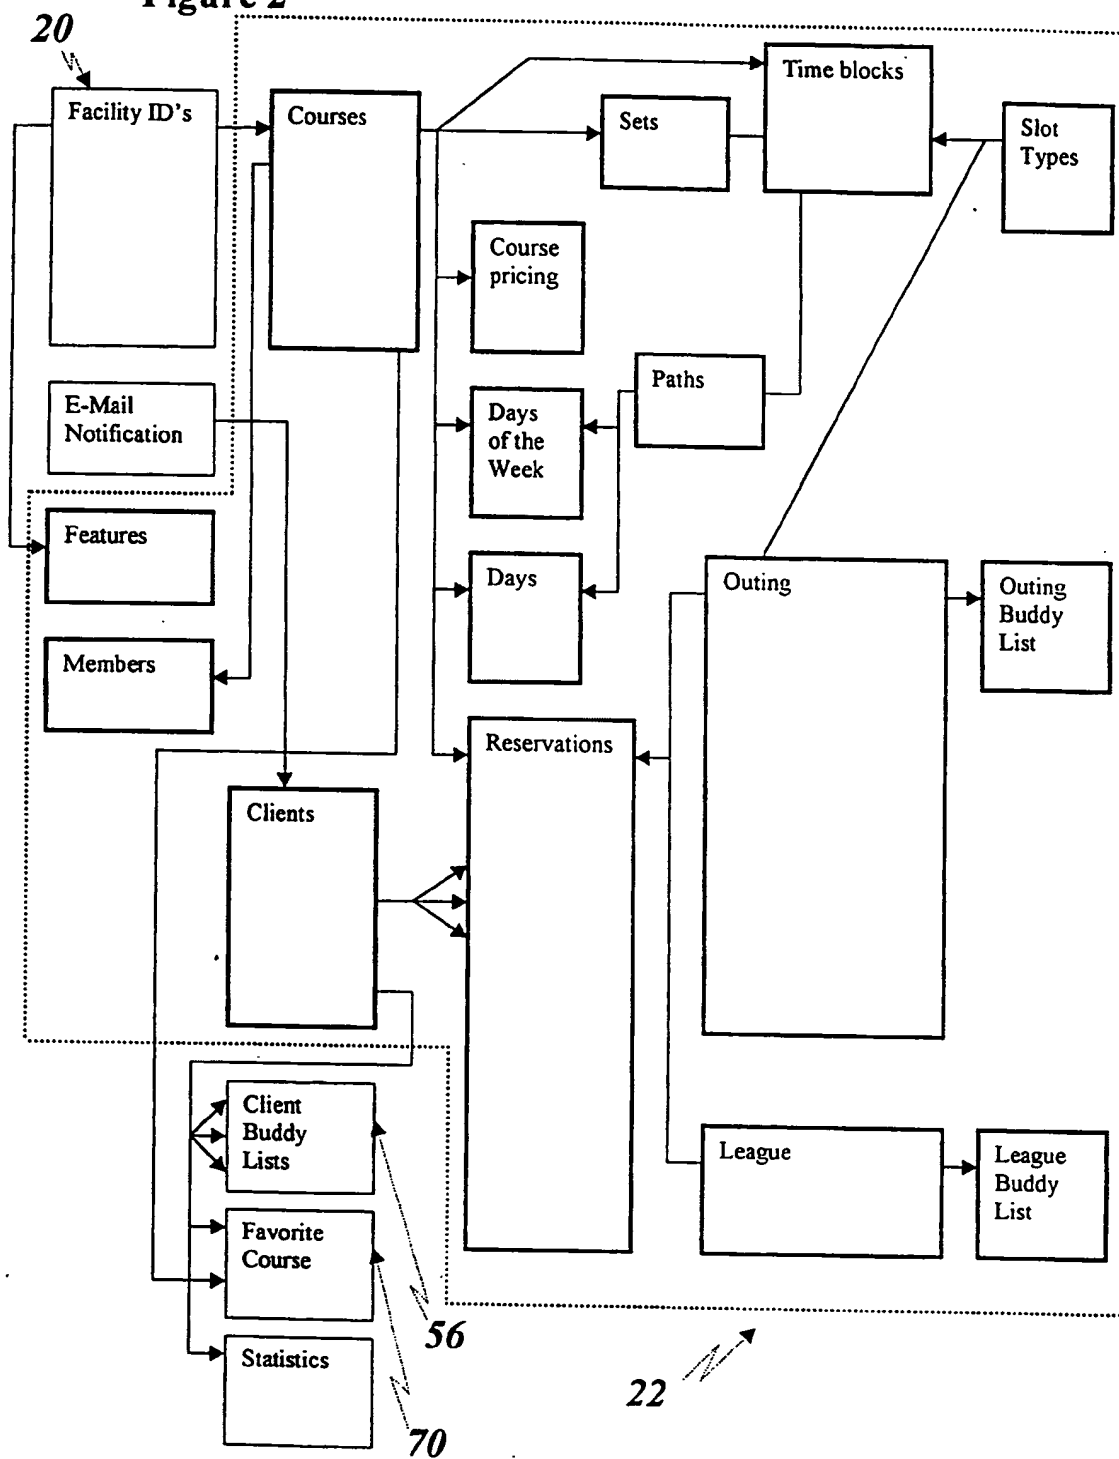 Figure 2
20
Facility ID's
Courses
Sets
Time blocks
Slot
Types
Course
pricing
Paths
E-Mail
Notification
Days
of the
Week
Features
Days
Outing
Outing
Buddy
List
Members
Reservations
Clients
Client
Buddy
Lists
League
League
Buddy
List
Favorite
Course
56
Statistics
22
70